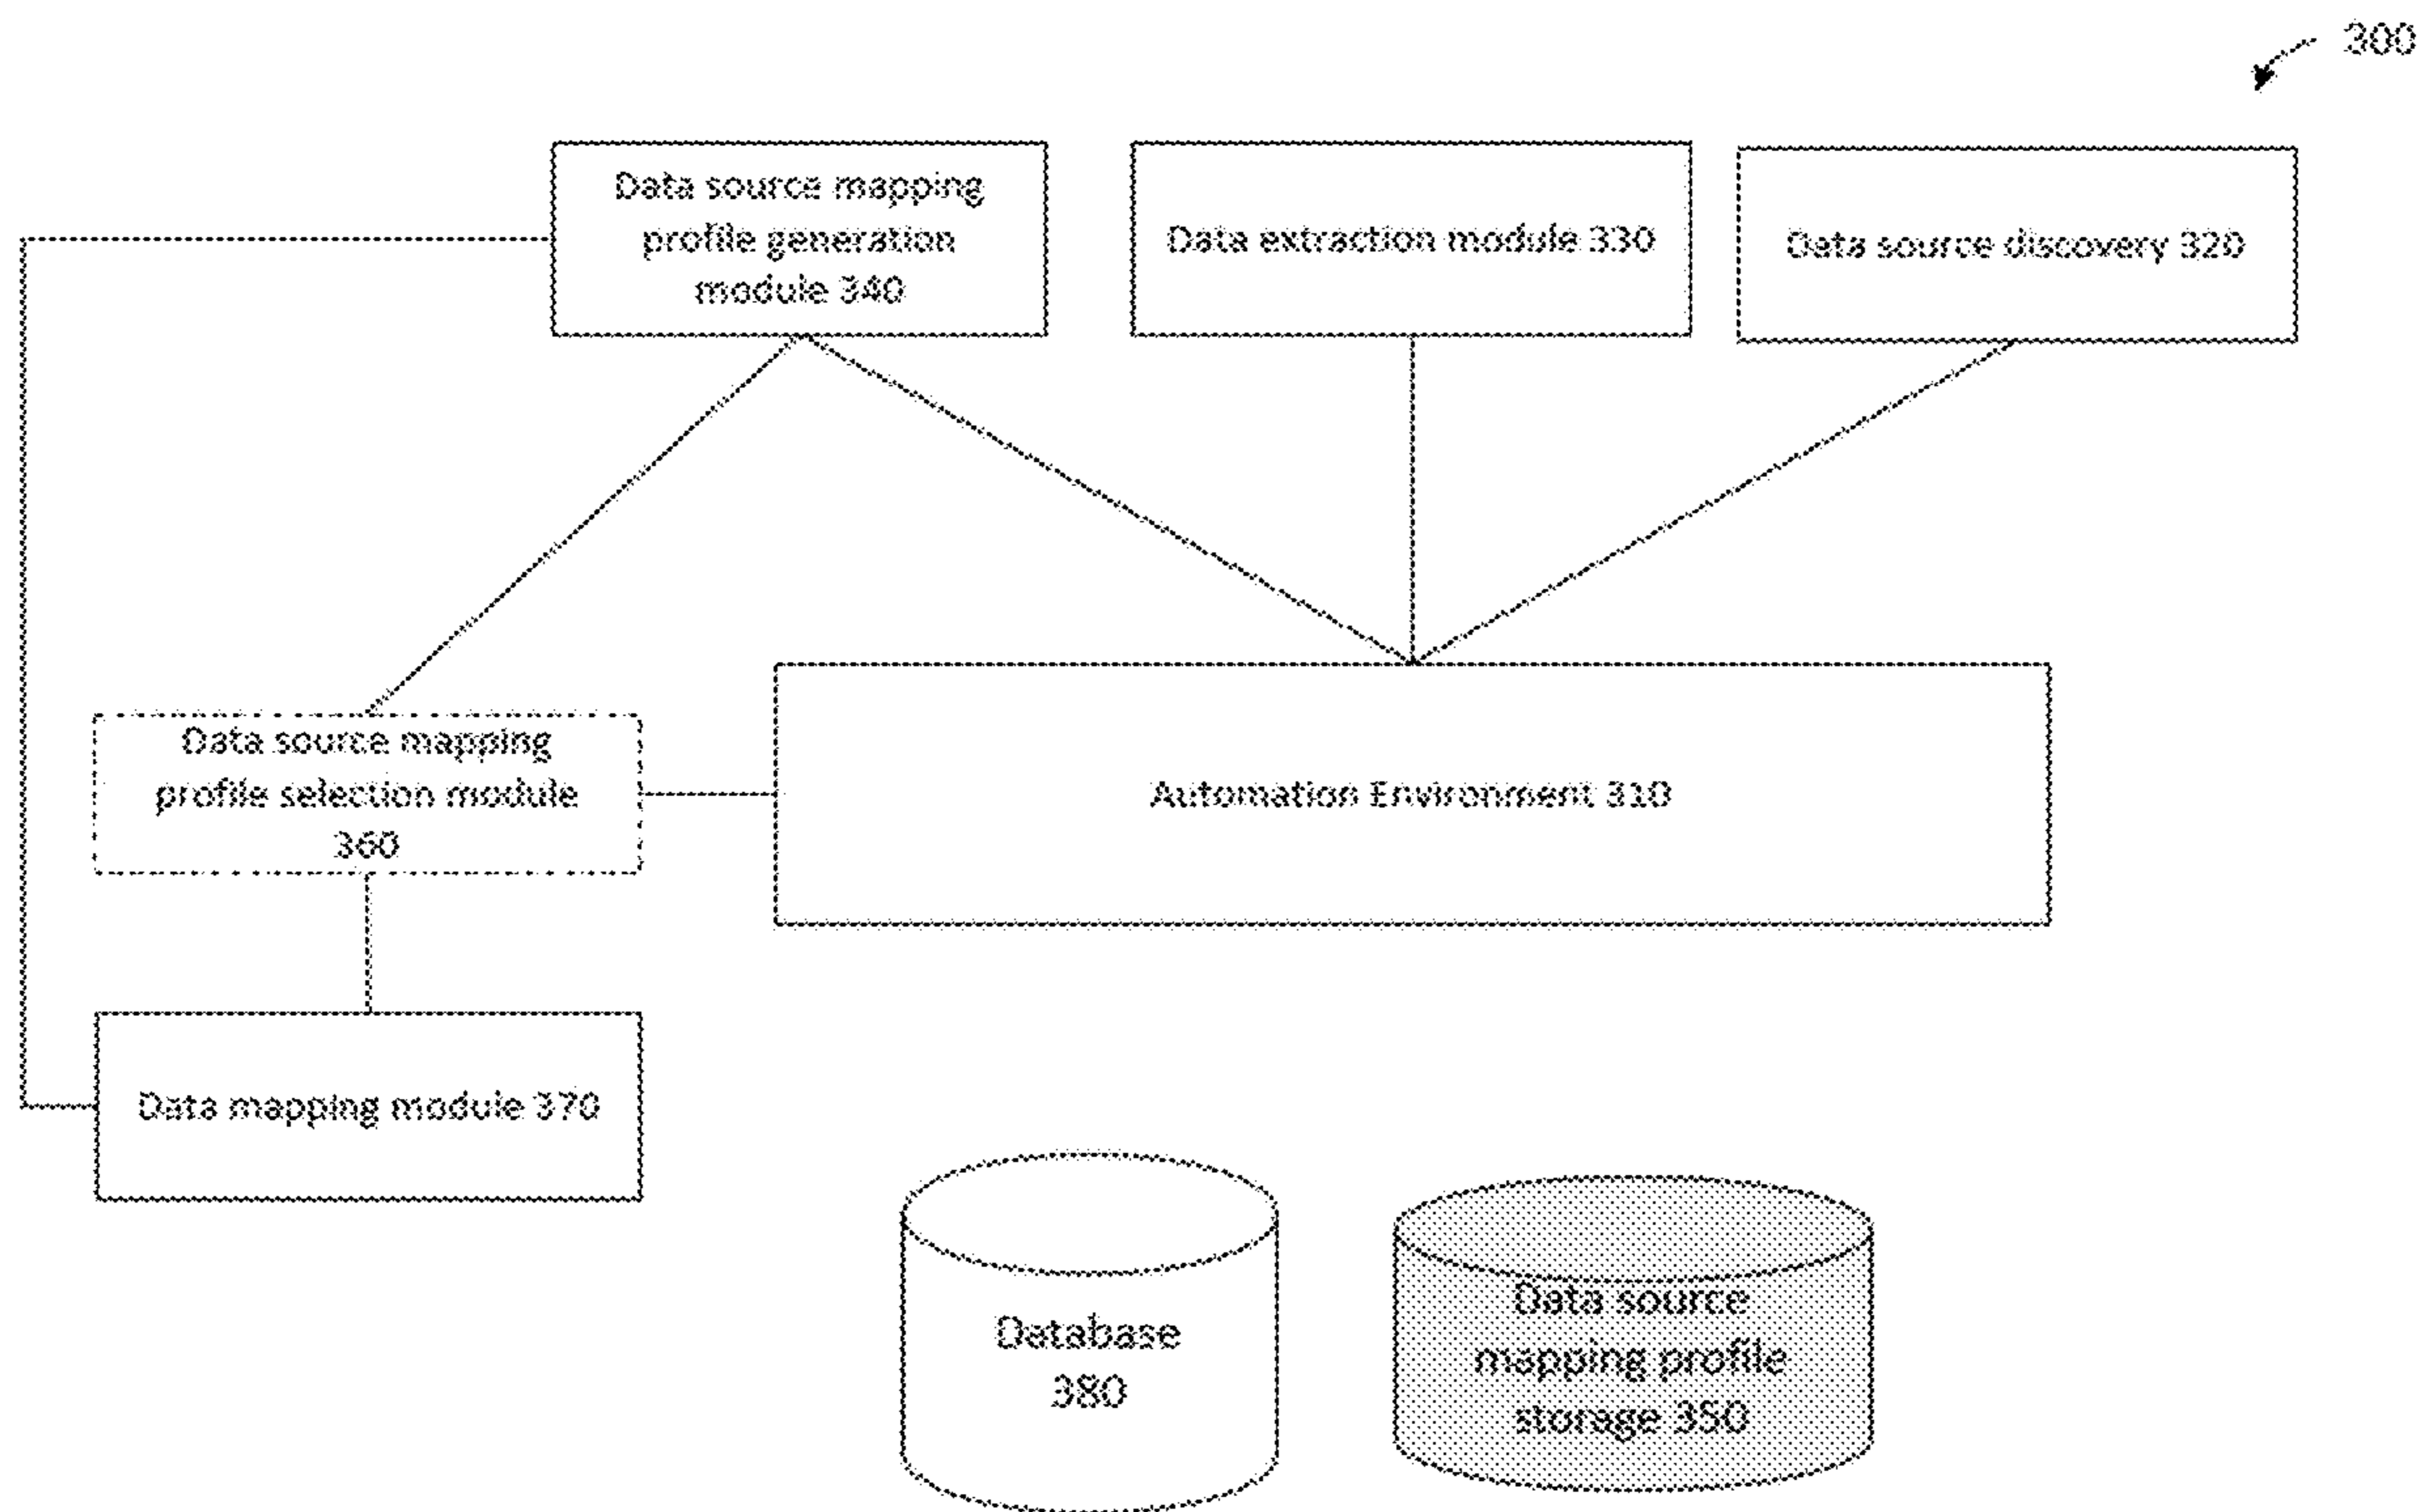 300
Data source mapping
profile generation
module 340
Data extraction module 330
Data source discovery 320
Data source mapping
profile selection module
360
Automation Environment 310
Data mapping module 370
Database
380
Data source
mapping profile
storage 350